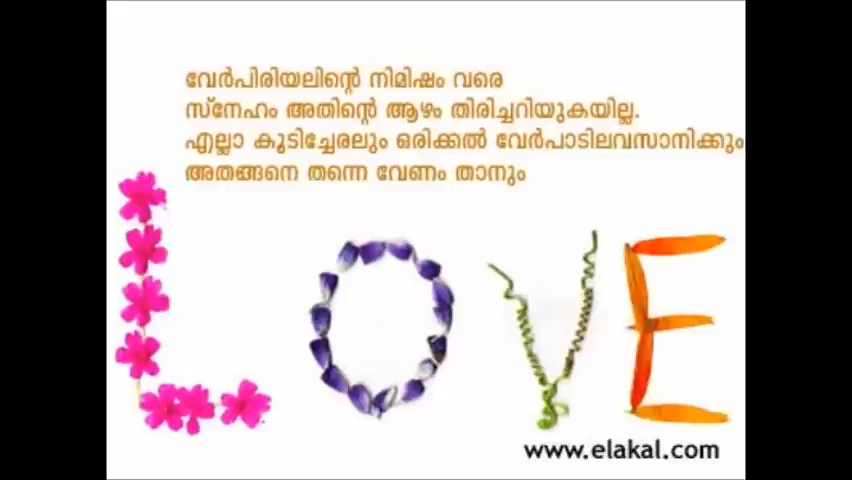 വേർപിരിയലിന്റെ നിമിഷം വരെ
സ്നേഹം അതിന്റെ ആഴം തിരിച്ചറിയുകയില്ല.
എല്ലാ കൂടിച്ചേരലും ഒരിക്കൽ വേർപാടിലവസാനിക്കും
അതങ്ങനെ തന്നെ വേണം താനും
LOVE
www.elakal.com